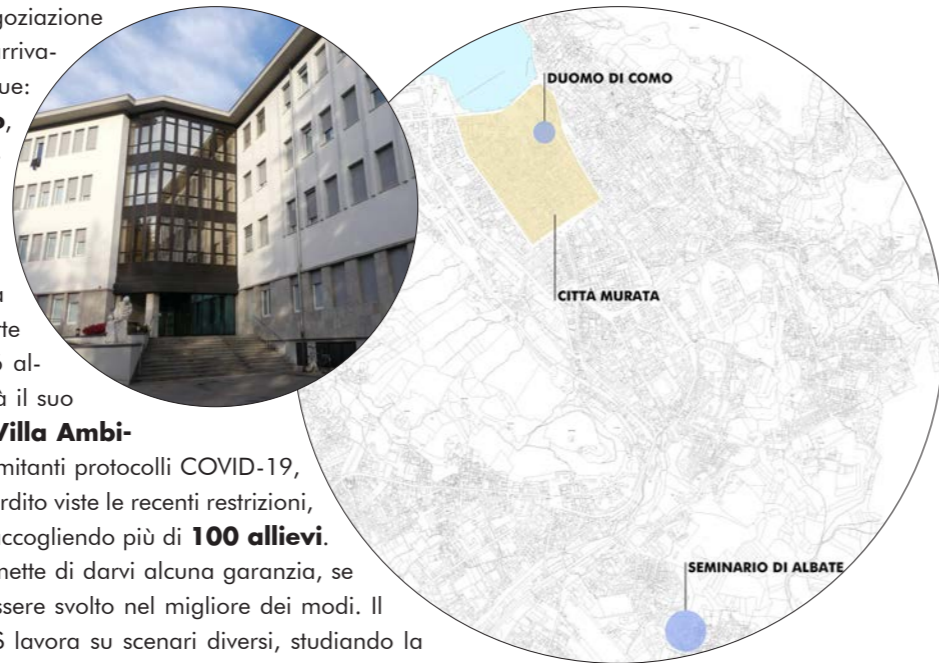 goziazione
arriva-
ue:
,
a
te
o al-
à il suo
Villa Ambi-
mitanti protocolli COVID-19,
rdito viste le recenti restrizioni,
accogliendo più di 100 allievi.
mette di darvi alcuna garanzia, se
ssere svolto nel migliore dei modi. Il
S lavora su scenari diversi, studiando la
DUOMO DI COMO
CITTÀ MURATA
SEMINARIO DI ALBATE